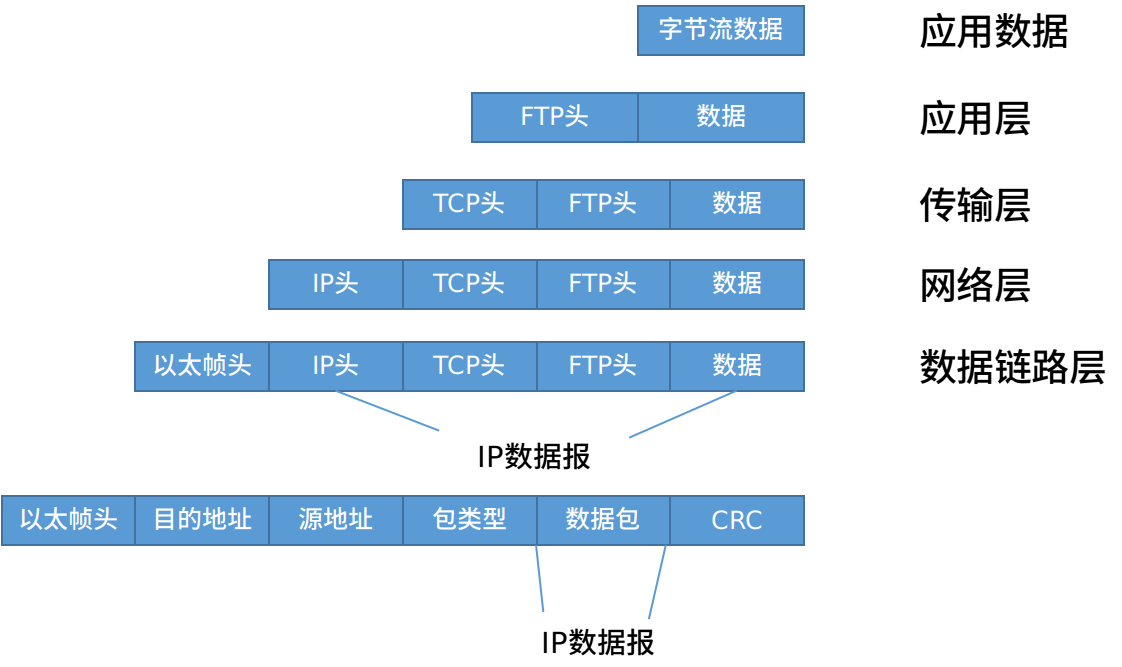 字节流数据 应用数据
FTP头 数据 应用层
TCP头 FTP头 数据 传输层
IP头 TCP头 FTP头 数据 网络层
以太帧头 IP头 TCP头 FTP头 数据 数据链路层
IP数据报
以太帧头 目的地址 源地址 包类型 数据包 CRC
IP数据报